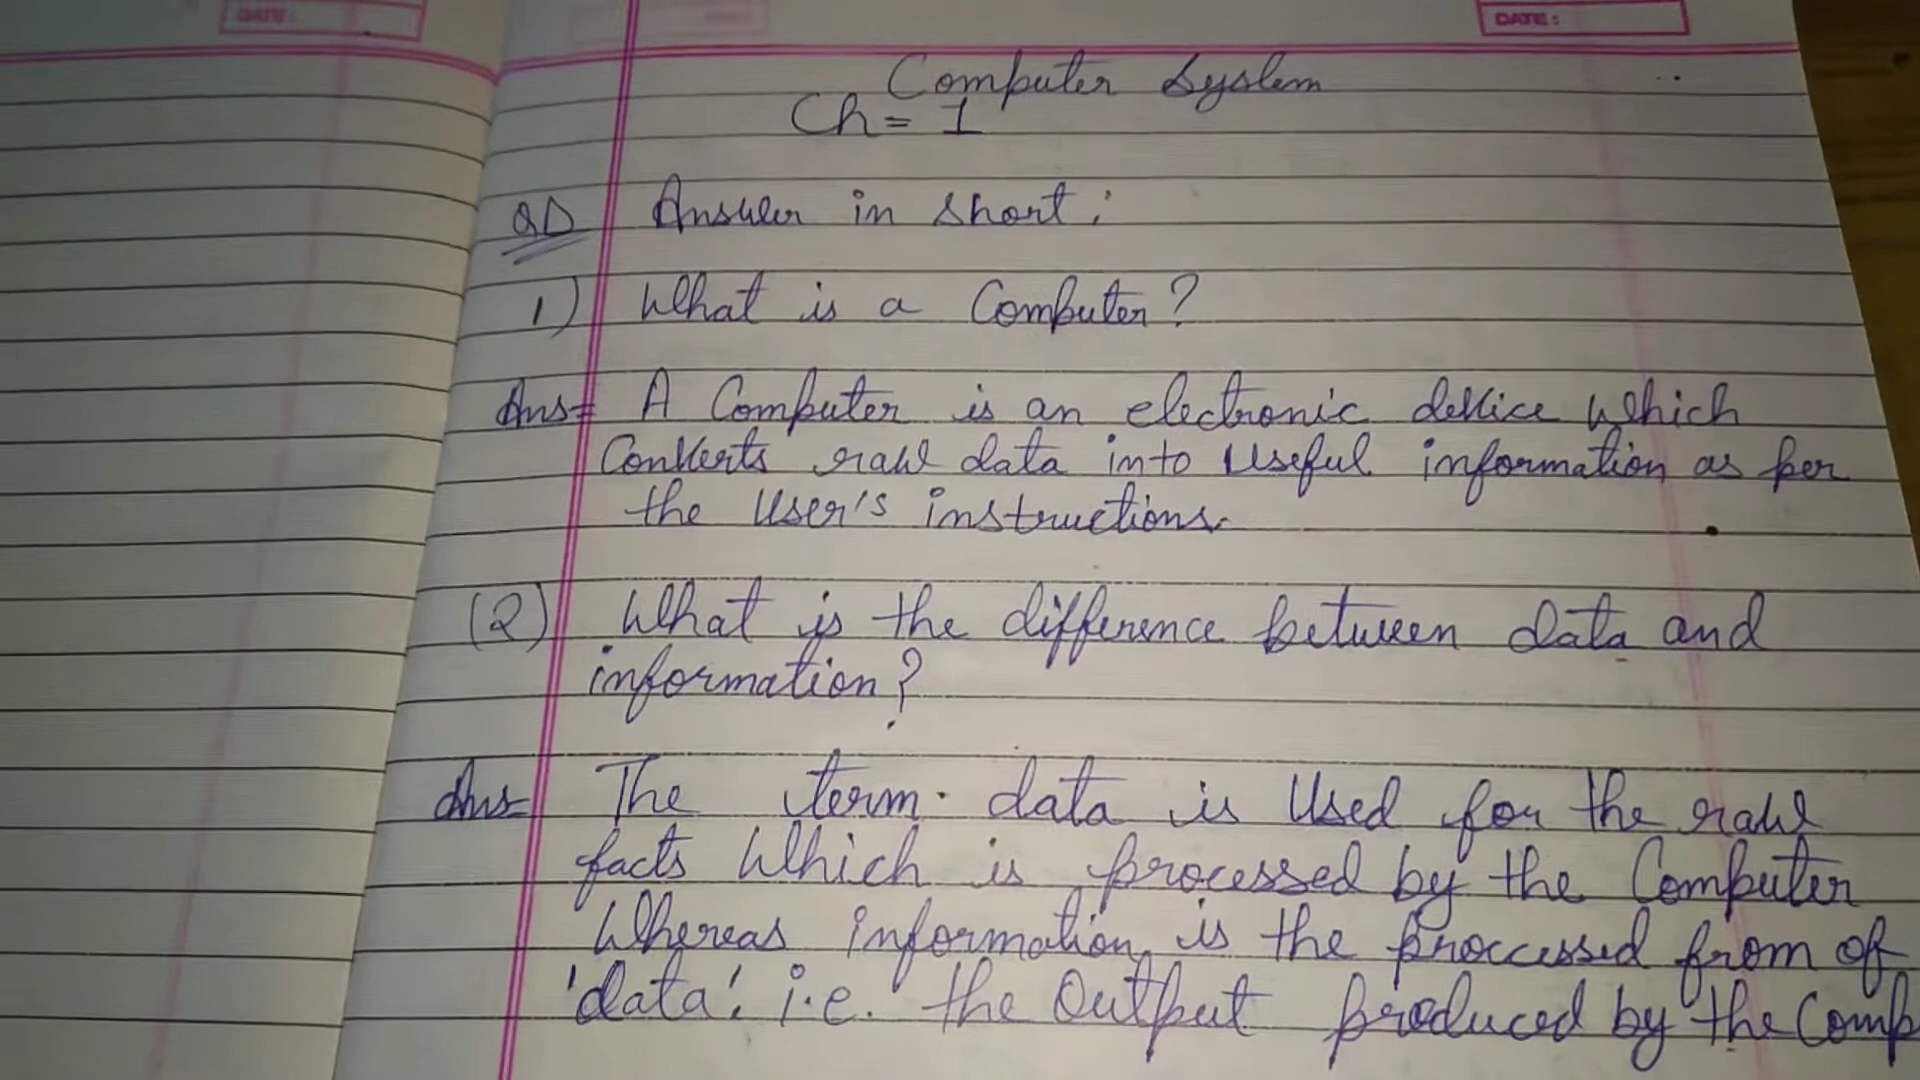 DATE:
DATE:
Computer System
Ch = 1
Q1) Answer in short :
1) What is a Computer?
Ans= A Computer is an electronic device which
Converts raw data into Useful information as per
the User's instructions.
(2) What is the difference between data and
information?
Ans= The term data is Used for the raw
facts Which is processed by the Computer
Whereas information is the proccessed from of
'data'. i.e. the Output produced by the Comp